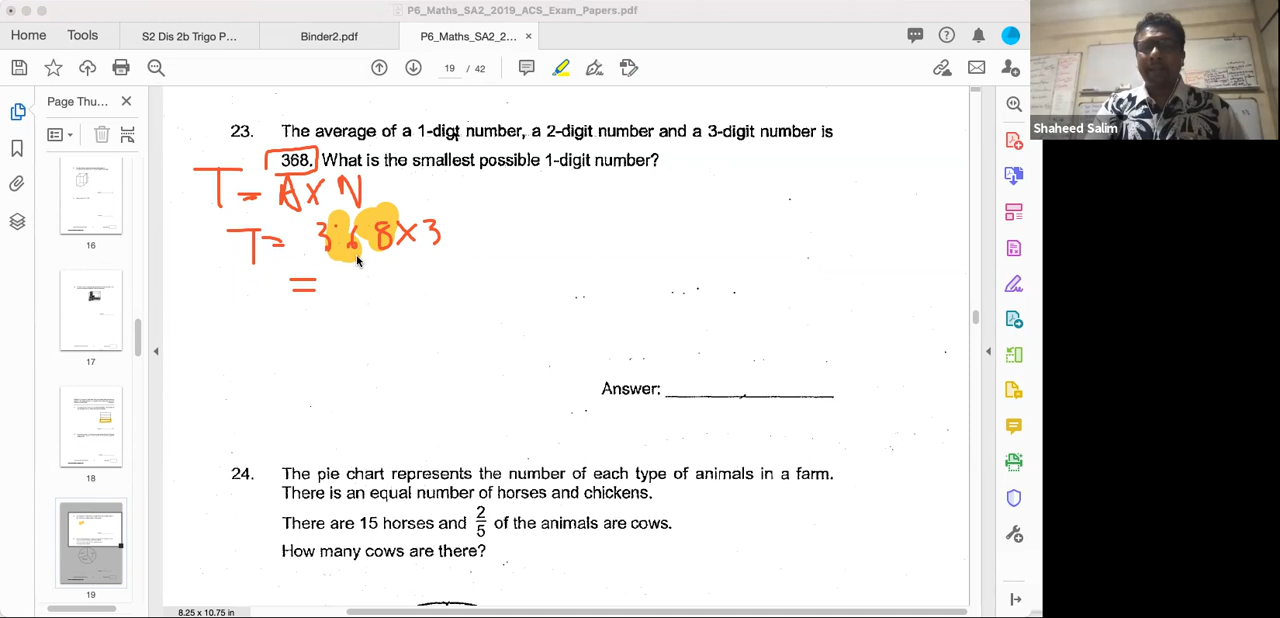 P6_Maths_SA2_2019_ACS_Exam_Papers.pdf
Home Tools S2 Dis 2b Trigo P... Binder2.pdf P6_Maths_SA2_2... ×
19 / 42
Page Thu... ×
16
17
18
19
Shaheed Salim
23. The average of a 1-digt number, a 2-digit number and a 3-digit number is
368. What is the smallest possible 1-digit number?
T = A x N
T = 368 x 3
=
Answer:
24. The pie chart represents the number of each type of animals in a farm.
There is an equal number of horses and chickens.
There are 15 horses and 2/5 of the animals are cows.
How many cows are there?
8.25 x 10.75 in